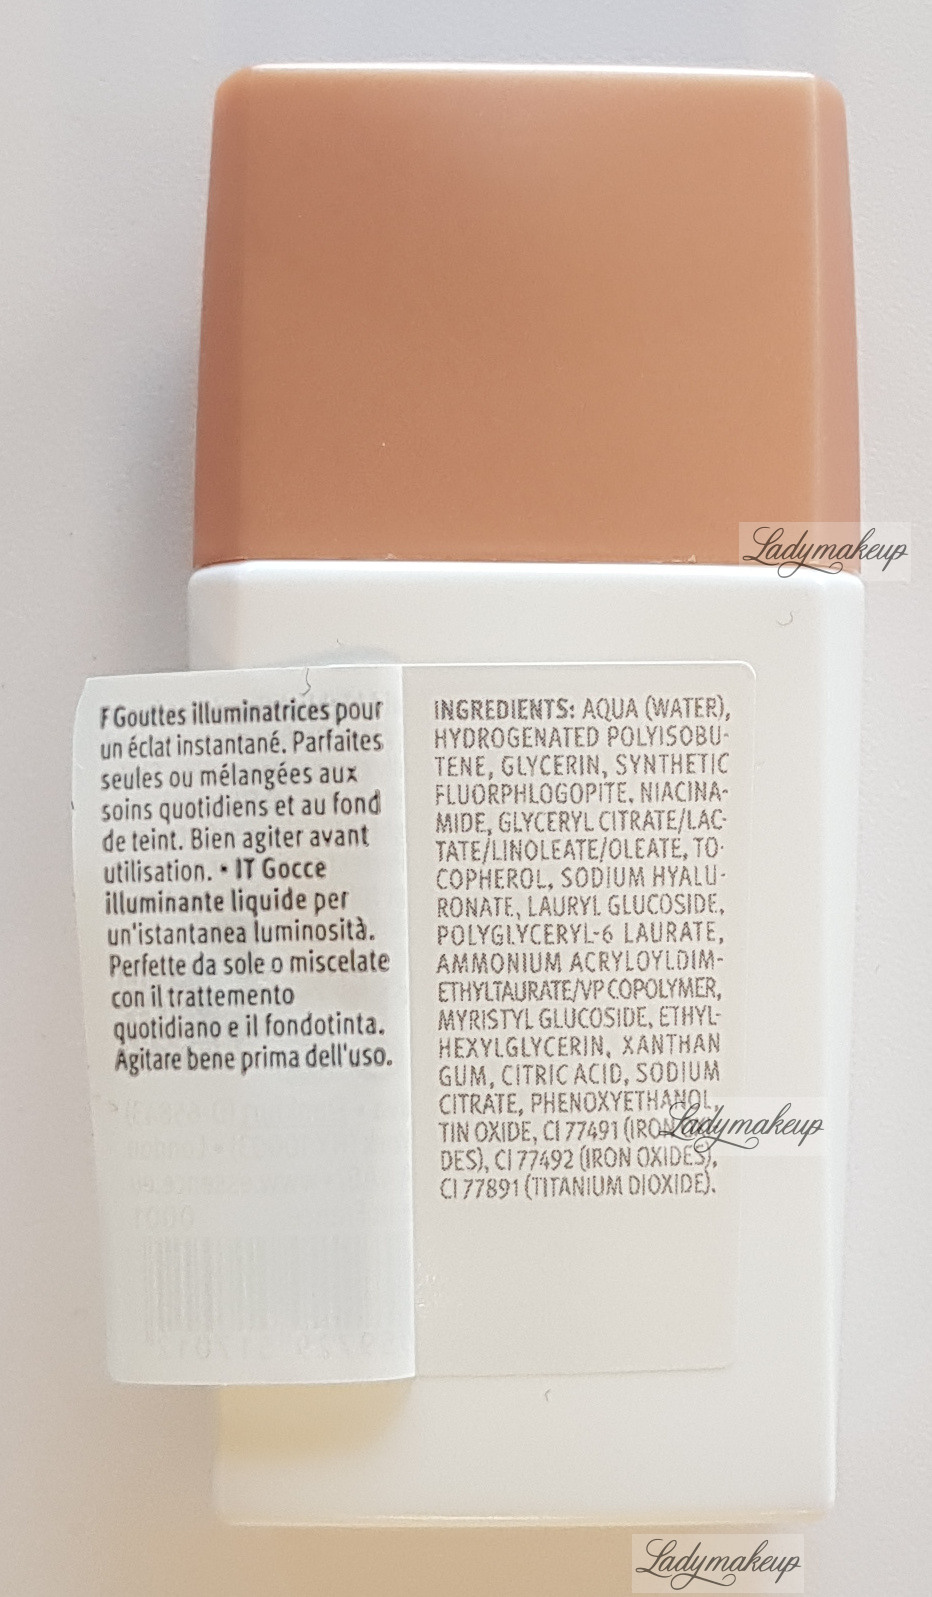 F Gouttes illuminatrices pour
un éclat instantané. Parfaites
seules ou mélangées aux
soins quotidiens et au fond
de teint. Bien agiter avant
utilisation. • IT Gocce
illuminante liquide per
un'istantanea luminosità.
Perfette da sole o miscelate
con il trattemento
quotidiano e il fondotinta.
Agitare bene prima dell'uso.
INGREDIENTS: AQUA (WATER),
HYDROGENATED POLYISOBU-
TENE, GLYCERIN, SYNTHETIC
FLUORPHLOGOPITE, NIACINA-
MIDE, GLYCERYL CITRATE/LAC-
TATE/LINOLEATE/OLEATE, TO-
COPHEROL, SODIUM HYALU-
RONATE, LAURYL GLUCOSIDE,
POLYGLYCERYL-6 LAURATE,
AMMONIUM ACRYLOYLDIM-
ETHYLTAURATE/VP COPOLYMER,
MYRISTYL GLUCOSIDE, ETHYL-
HEXYLGLYCERIN, XANTHAN
GUM, CITRIC ACID, SODIUM
CITRATE, PHENOXYETHANOL,
TIN OXIDE, CI 77491 (IRON
DES), CI 77492 (IRON OXIDES),
CI 77891 (TITANIUM DIOXIDE).
Ladymakeup
Ladymakeup
Ladymakeup